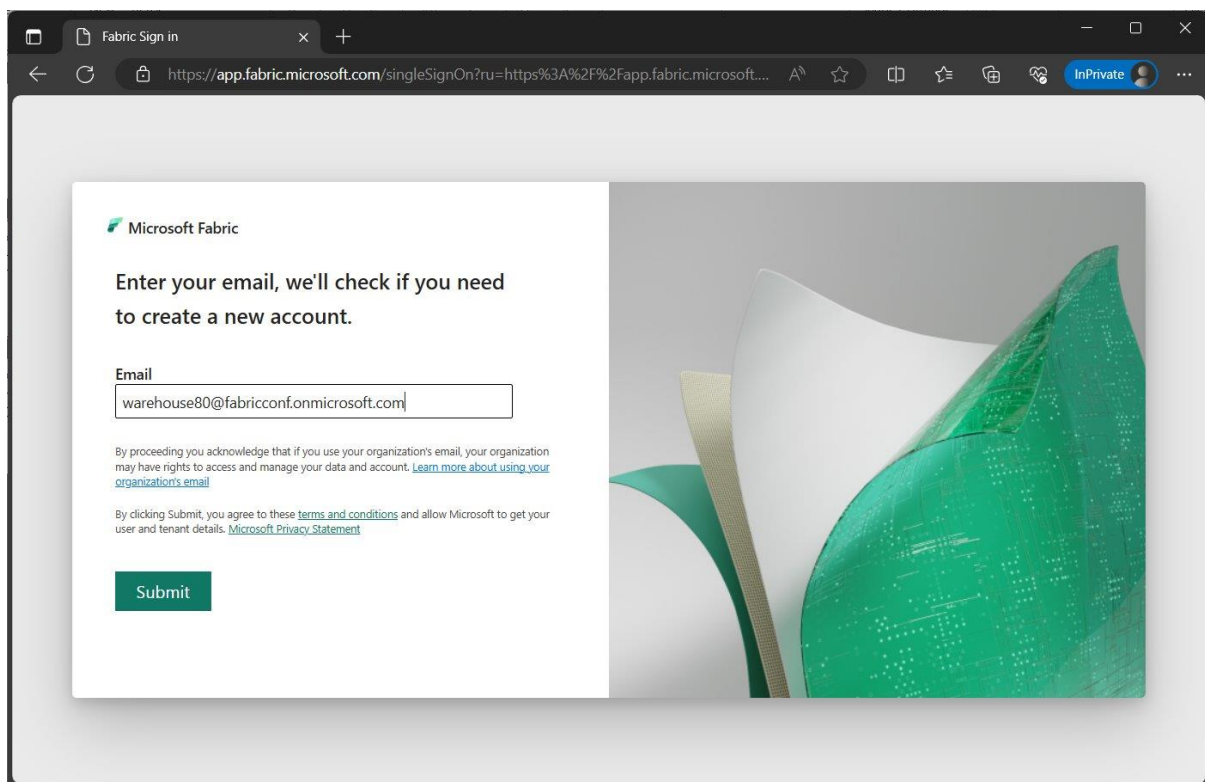 Fabric Sign in
https://app.fabric.microsoft.com/singleSignOn?ru=https%3A%2F%2Fapp.fabric.microsoft....
InPrivate
Microsoft Fabric
Enter your email, we'll check if you need
to create a new account.
Email
warehouse80@fabricconf.onmicrosoft.com
By proceeding you acknowledge that if you use your organization's email, your organization
may have rights to access and manage your data and account. Learn more about using your
organization's email
By clicking Submit, you agree to these terms and conditions and allow Microsoft to get your
user and tenant details. Microsoft Privacy Statement
Submit